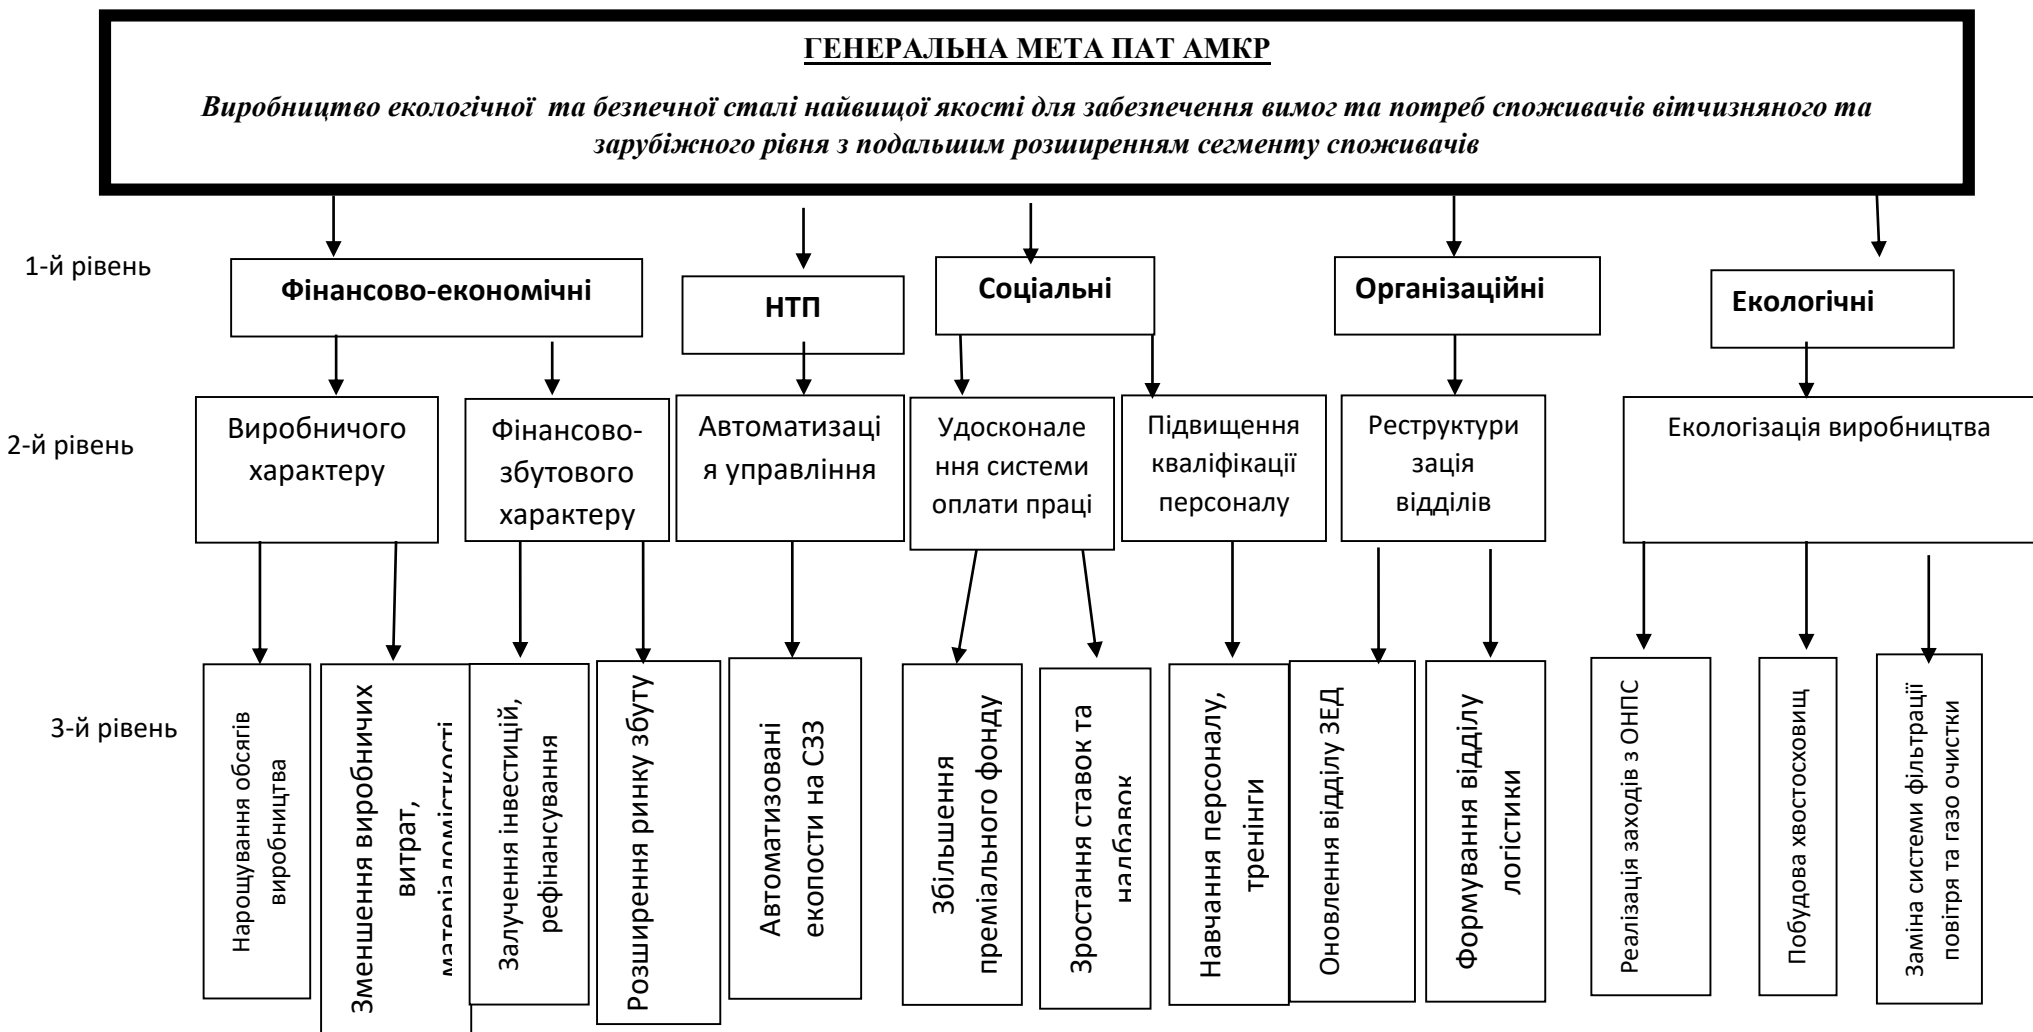 ГЕНЕРАЛЬНА МЕТА ПАТ АМКР
Виробництво екологічної та безпечної сталі найвищої якості для забезпечення вимог та потреб споживачів вітчизняного та
зарубіжного рівня з подальшим розширенням сегменту споживачів
1-й рівень
Фінансово-економічні
НТП
Соціальні
Організаційні
Екологічні
2-й рівень
Виробничого
характеру
Фінансово-
збутового
характеру
Автоматизаці
я управління
Удосконале
ння системи
оплати праці
Підвищення
кваліфікації
персоналу
Реструктури
зація
відділів
Екологізація виробництва
3-й рівень
Нарощування обсягів
виробництва
Зменшення виробничих
витрат,
матеріаломісткості
Залучення інвестицій,
рефінансування
Розширення ринку збуту
Автоматизовані
екопости на СЗЗ
Збільшення
преміального фонду
Зростання ставок та
надбавок
Навчання персоналу,
тренінги
Оновлення відділу ЗЕД
Формування відділу
логістики
Реалізація заходів з ОНПС
Побудова хвостосховищ
Заміна системи фільтрації
повітря та газо очистки